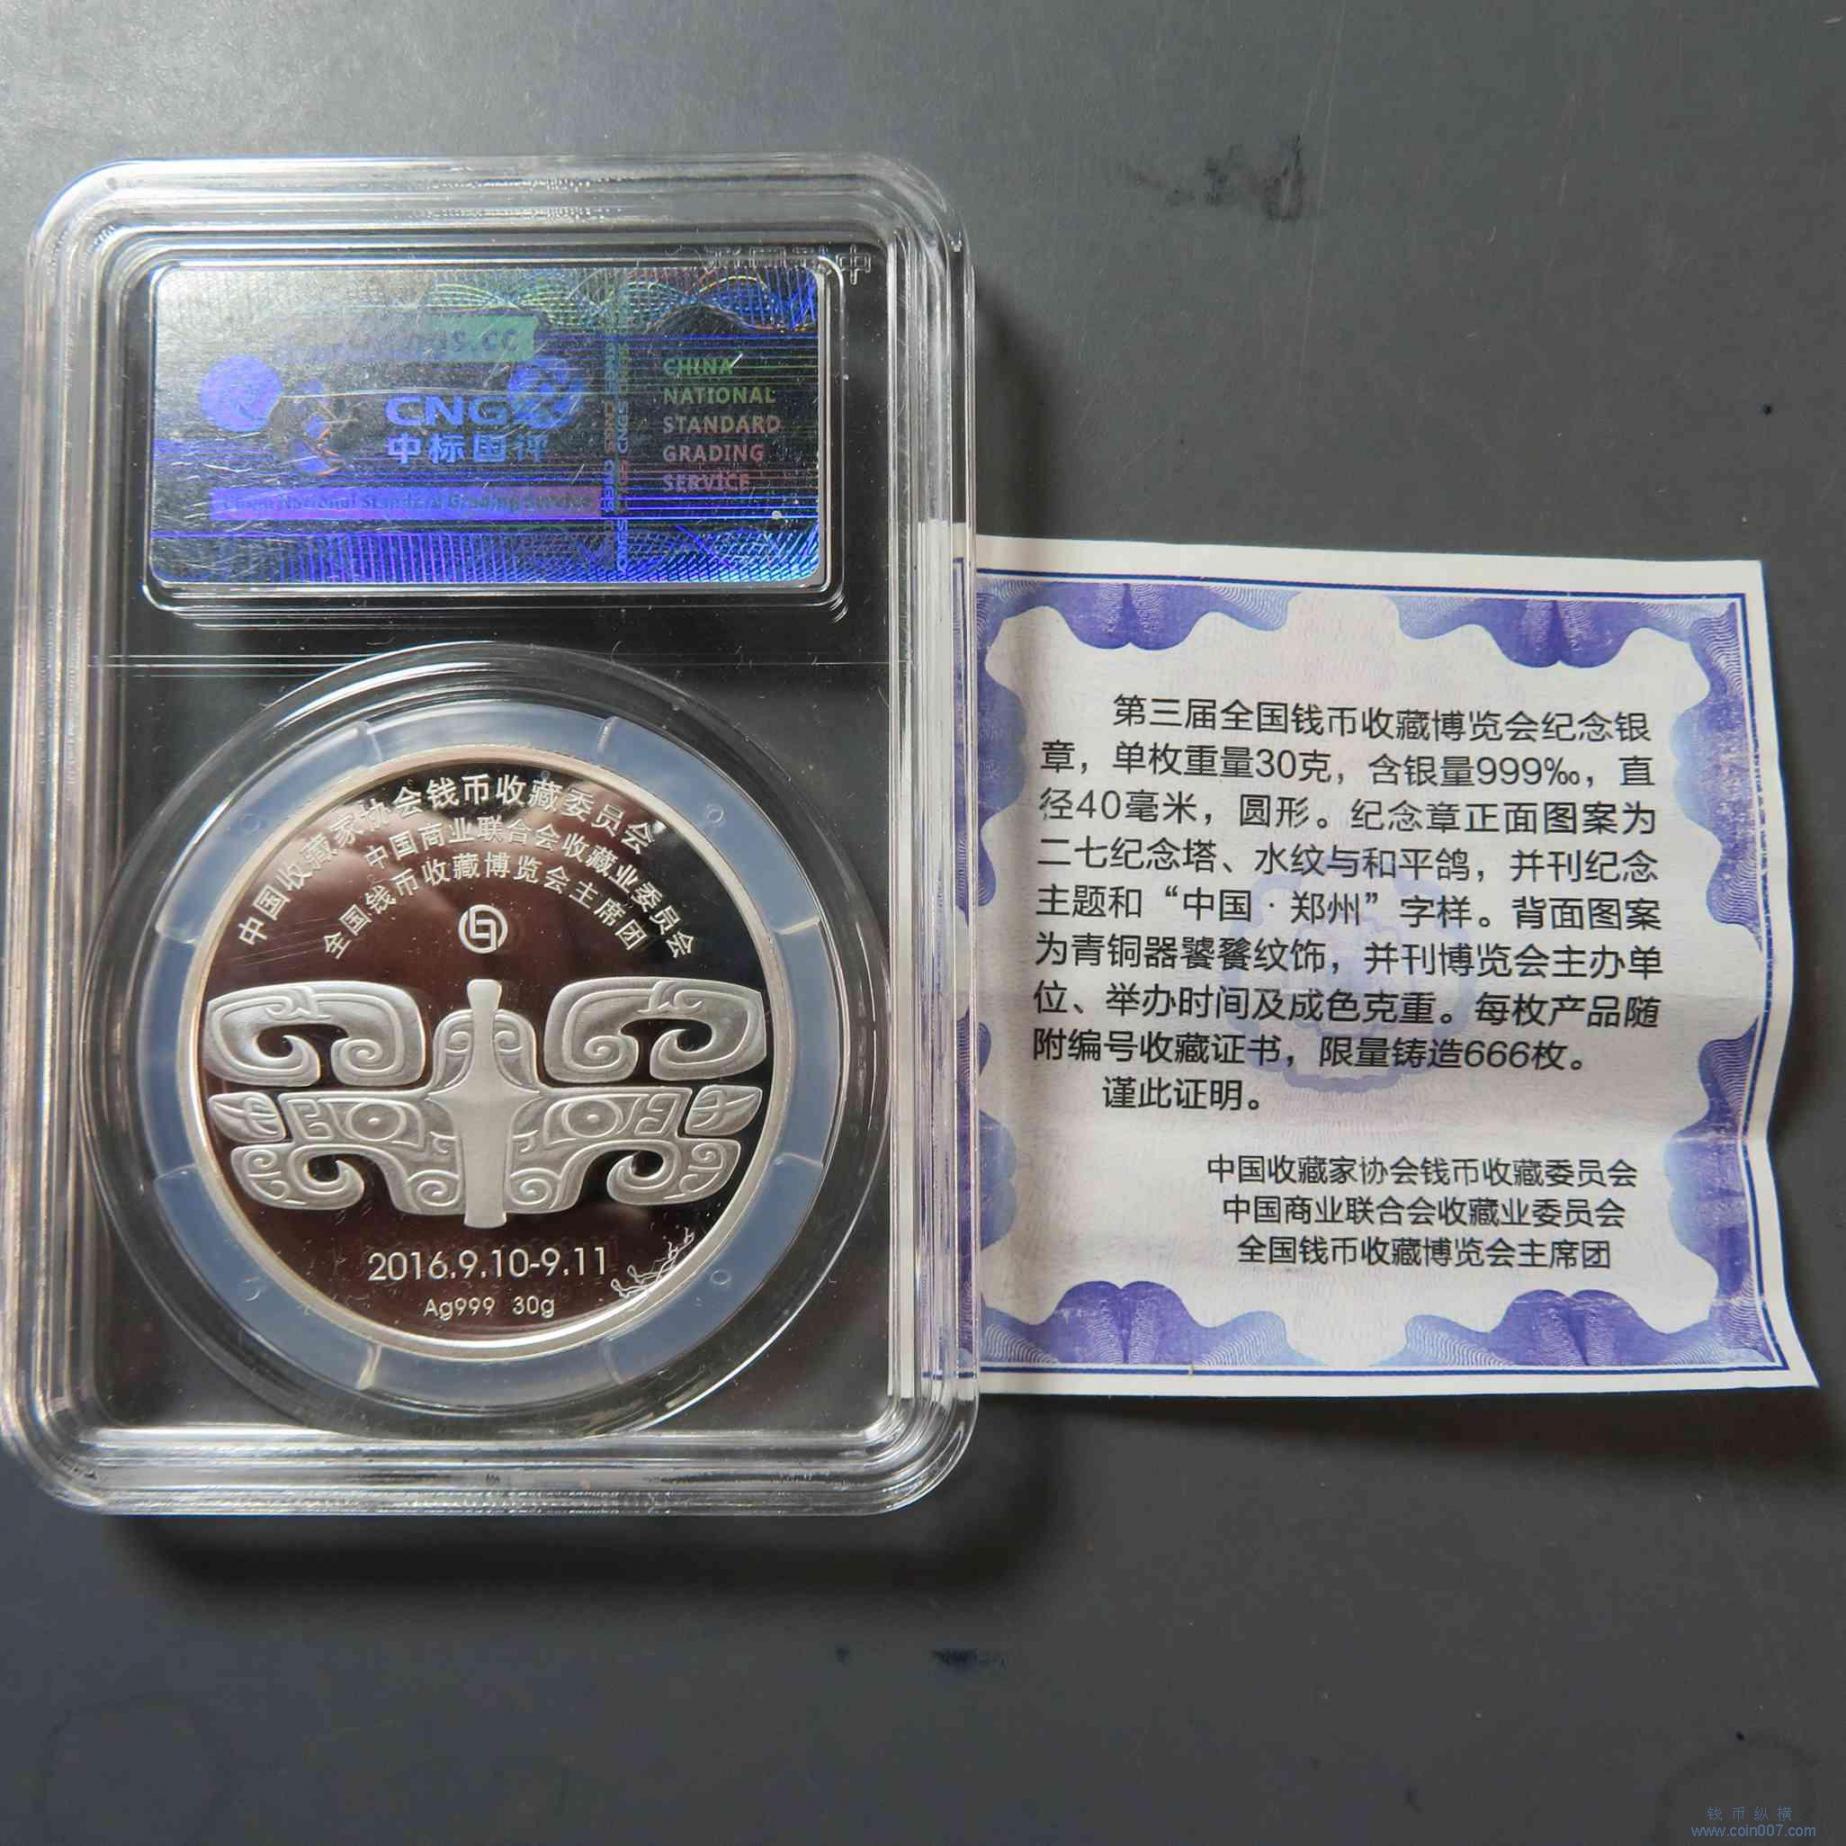 CNGS
中标国评
China National Standard Grading Service
CHINA
NATIONAL
STANDARD
GRADING
SERVICE
中国收藏家协会钱币收藏委员会
中国商业联合会收藏业委员会
全国钱币收藏博览会主席团
2016.9.10-9.11
Ag999 30g
第三届全国钱币收藏博览会纪念银
章，单枚重量30克，含银量999‰，直
径40毫米，圆形。纪念章正面图案为
二七纪念塔、水纹与和平鸽，并刊纪念
主题和“中国·郑州”字样。背面图案
为青铜器饕餮纹饰，并刊博览会主办单
位、举办时间及成色克重。每枚产品随
附编号收藏证书，限量铸造666枚。
谨此证明。
中国收藏家协会钱币收藏委员会
中国商业联合会收藏业委员会
全国钱币收藏博览会主席团
钱币纵横
www.coin007.com